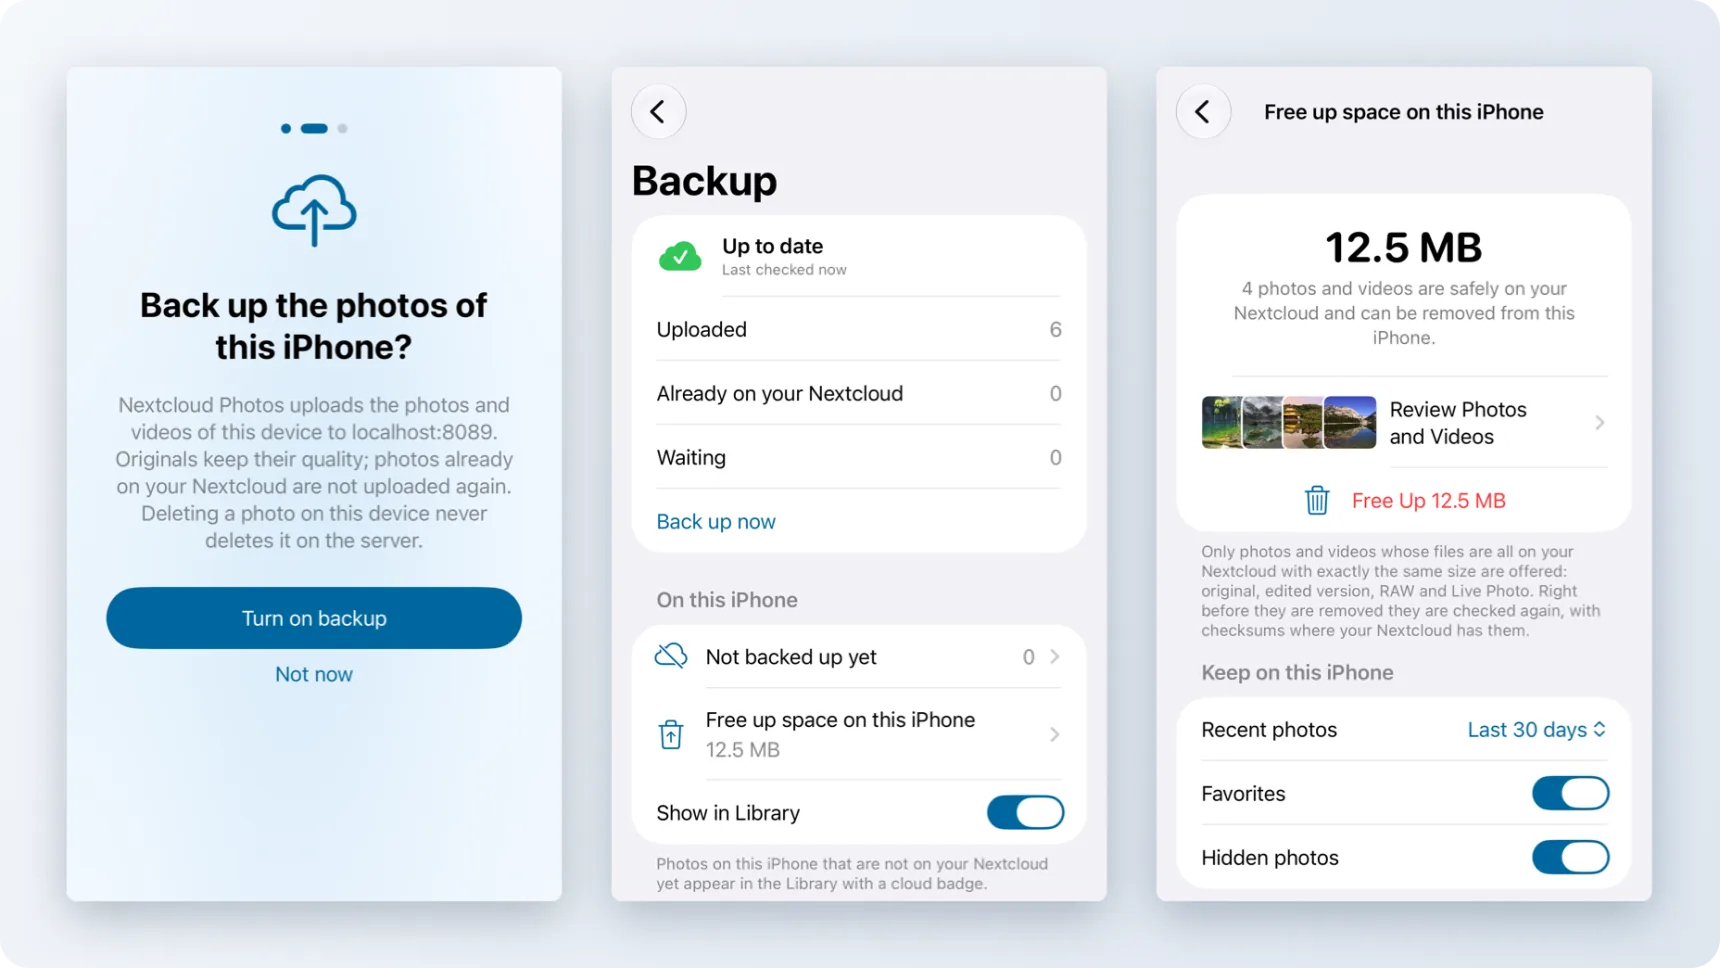 Back up the photos of
this iPhone?
Nextcloud Photos uploads the photos and
videos of this device to localhost:8089.
Originals keep their quality; photos already
on your Nextcloud are not uploaded again.
Deleting a photo on this device never
deletes it on the server.
Turn on backup
Not now
Backup
Up to date
Last checked now
Uploaded 6
Already on your Nextcloud 0
Waiting 0
Back up now
On this iPhone
Not backed up yet 0
Free up space on this iPhone
12.5 MB
Show in Library
Photos on this iPhone that are not on your Nextcloud
yet appear in the Library with a cloud badge.
Free up space on this iPhone
12.5 MB
4 photos and videos are safely on your
Nextcloud and can be removed from this
iPhone.
Review Photos
and Videos
Free Up 12.5 MB
Only photos and videos whose files are all on your
Nextcloud with exactly the same size are offered:
original, edited version, RAW and Live Photo. Right
before they are removed they are checked again, with
checksums where your Nextcloud has them.
Keep on this iPhone
Recent photos Last 30 days
Favorites
Hidden photos